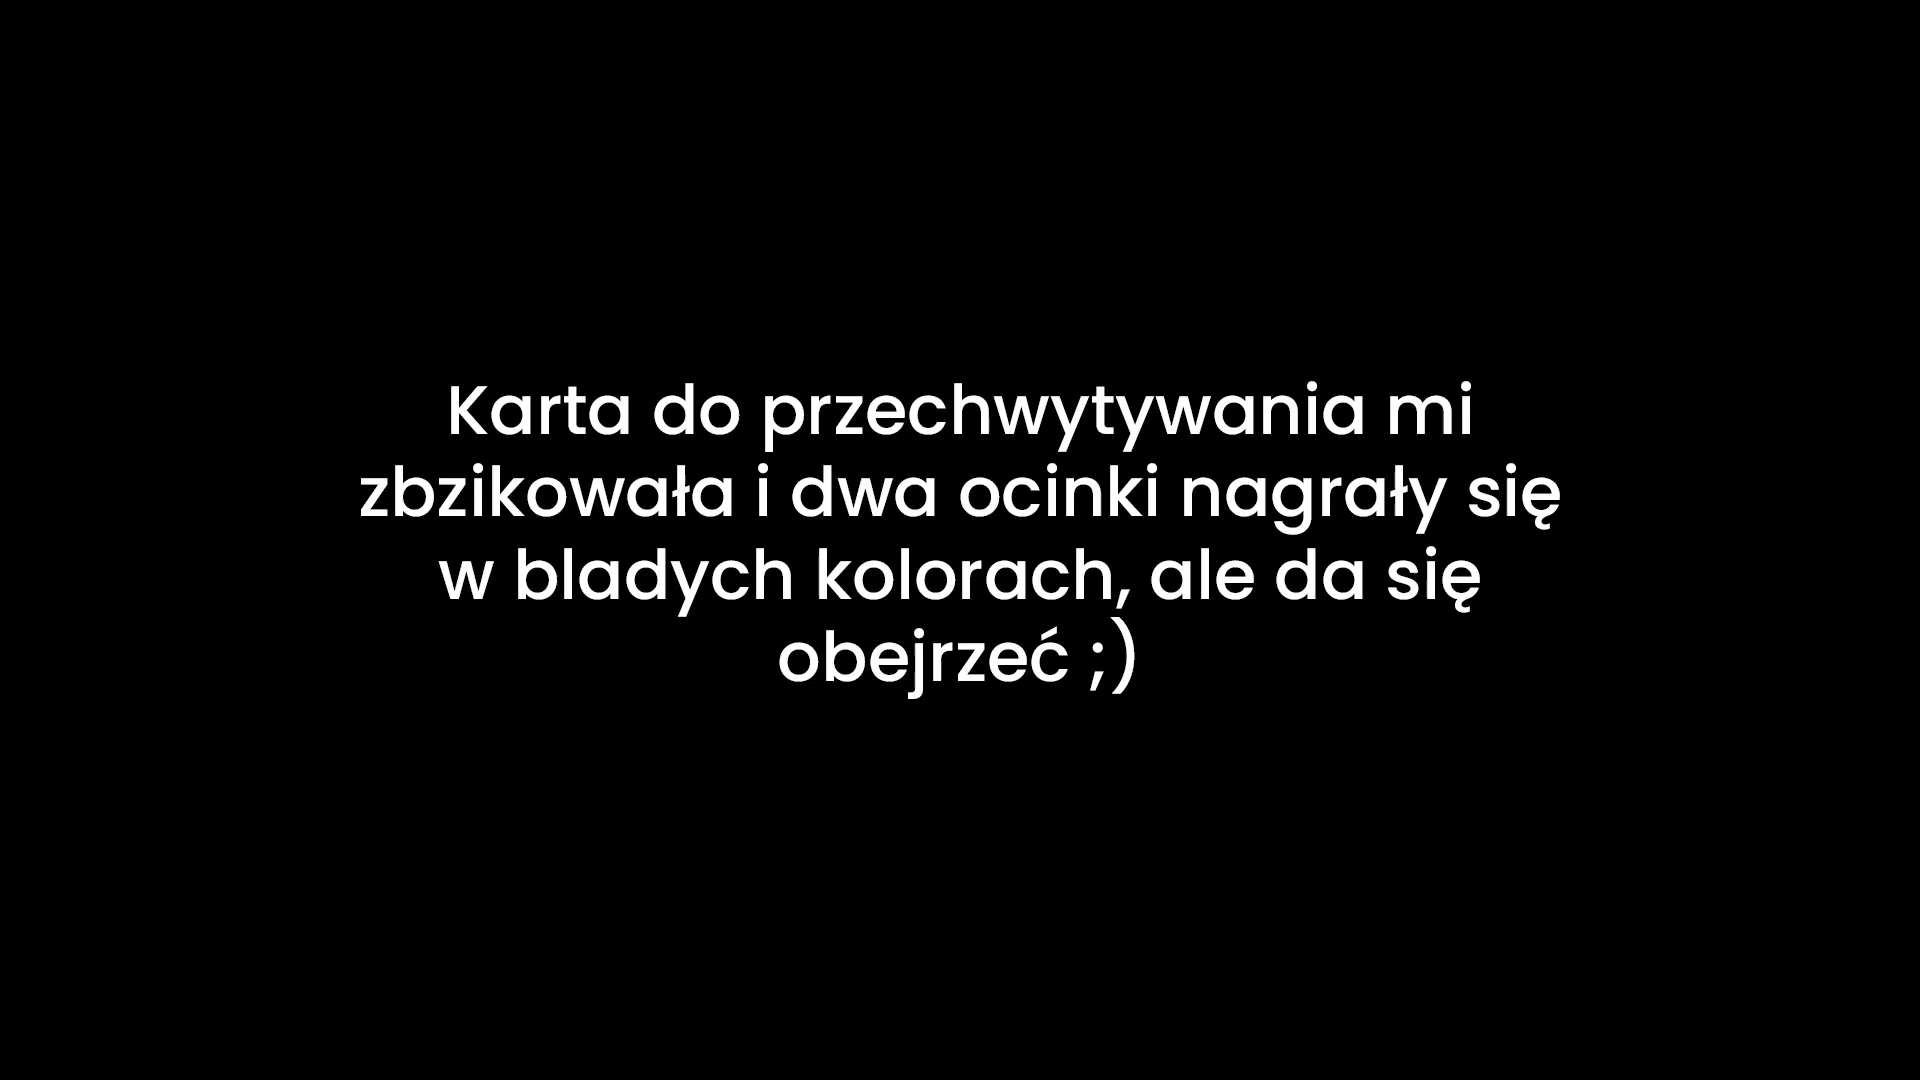 Karta do przechwytywania mi
zbzikowała i dwa ocinki nagrały się
w bladych kolorach, ale da się
obejrzeć ;)